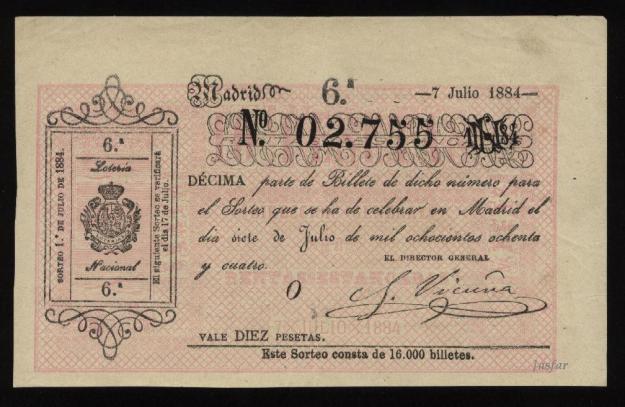 Madrid 6.ª —7 Julio 1884—
Nº 02.755
DÉCIMA parte de Billete de dicho número para
el Sorteo que se ha de celebrar en Madrid el
dia siete de Julio de mil ochocientos ochenta
y cuatro.
EL DIRECTOR GENERAL
O
VALE DIEZ PESETAS.
Este Sorteo consta de 16.000 billetes.
SORTEO 1.º DE JULIO DE 1884.
6.ª
Lotería
Nacional
6.ª
El siguiente Sorteo se verificará
el dia 17 de Julio.
Jasfar